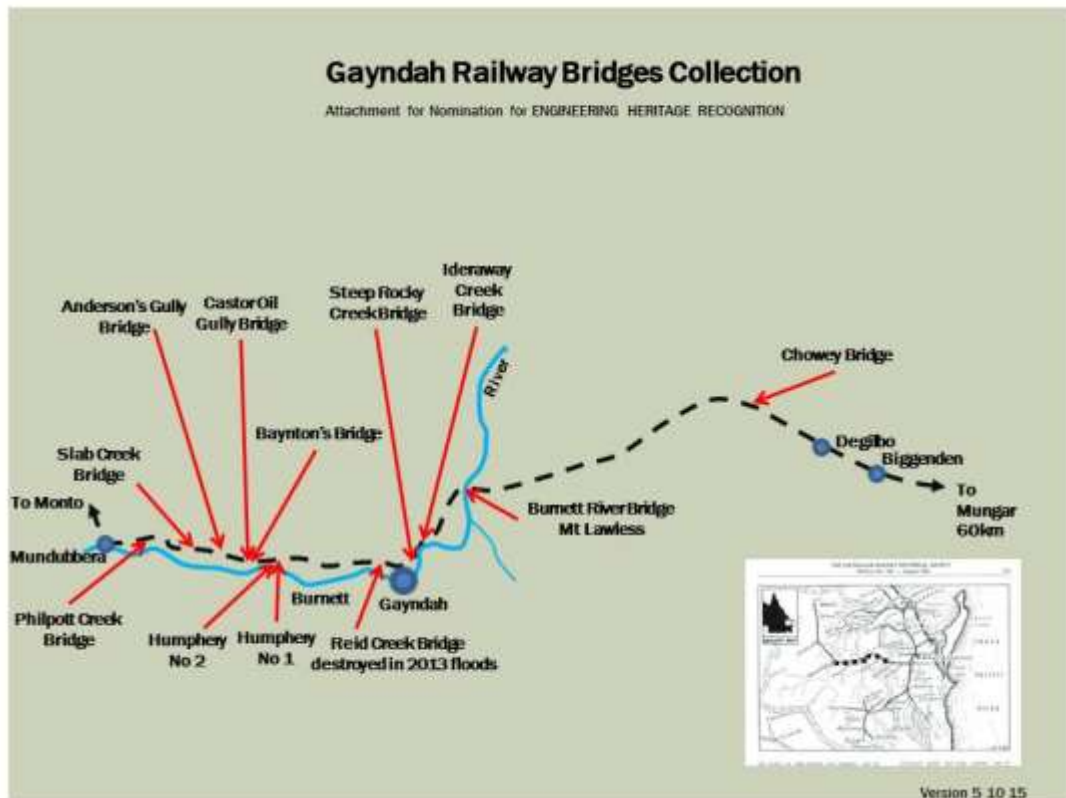 Gayndah Railway Bridges Collection
Attachment for Nomination for ENGINEERING HERITAGE RECOGNITION
Anderson's Gully
Bridge
Castor Oil
Gully Bridge
Steep Rocky
Creek Bridge
Ideraway
Creek
Bridge
River
Chowey Bridge
Slab Creek
Bridge
Baynton's Bridge
Degilbo
Biggenden
To Monto
Burnett River Bridge
Mt Lawless
To
Mungar
60km
Mundubbera
Burnett
Gayndah
Philpott Creek
Bridge
Humphery
No 2
Humphery
No 1
Reid Creek Bridge
destroyed in 2013 floods
Version 5 10 15